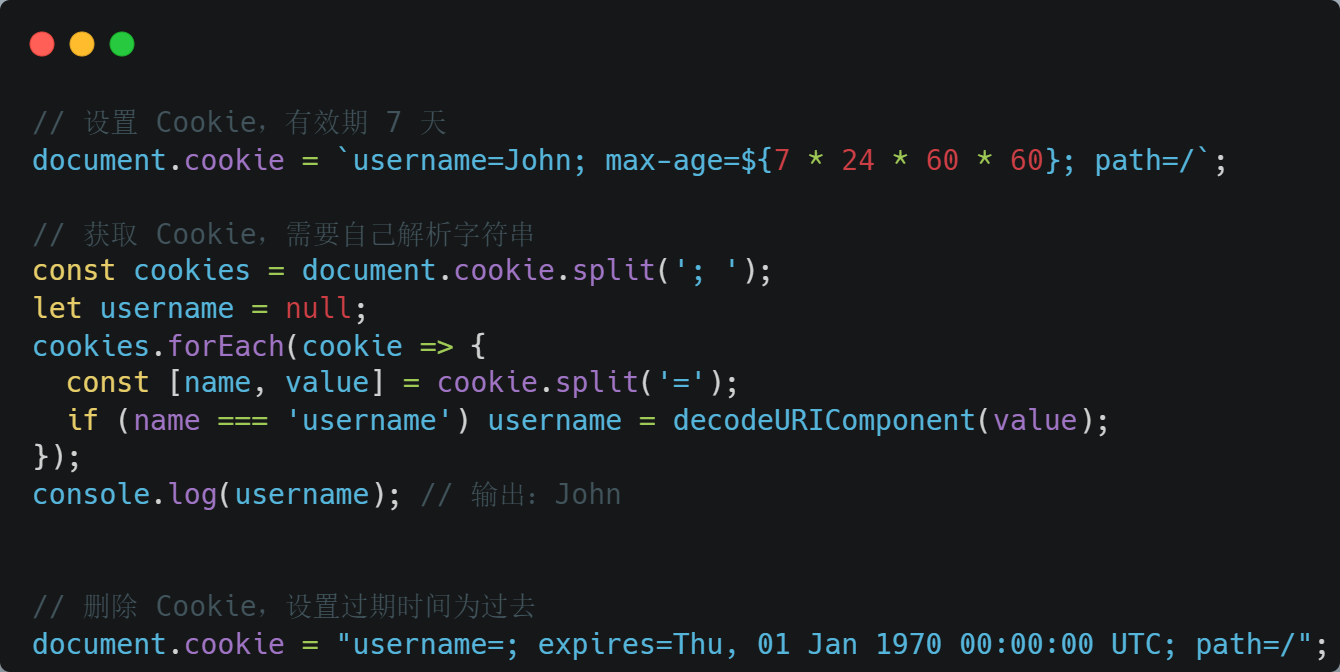 // 设置 Cookie，有效期 7 天
document.cookie = `username=John; max-age=${7 * 24 * 60 * 60}; path=/`;
// 获取 Cookie，需要自己解析字符串
const cookies = document.cookie.split('; ');
let username = null;
cookies.forEach(cookie => {
  const [name, value] = cookie.split('=');
  if (name === 'username') username = decodeURIComponent(value);
});
console.log(username); // 输出：John
// 删除 Cookie，设置过期时间为过去
document.cookie = "username=; expires=Thu, 01 Jan 1970 00:00:00 UTC; path=/";